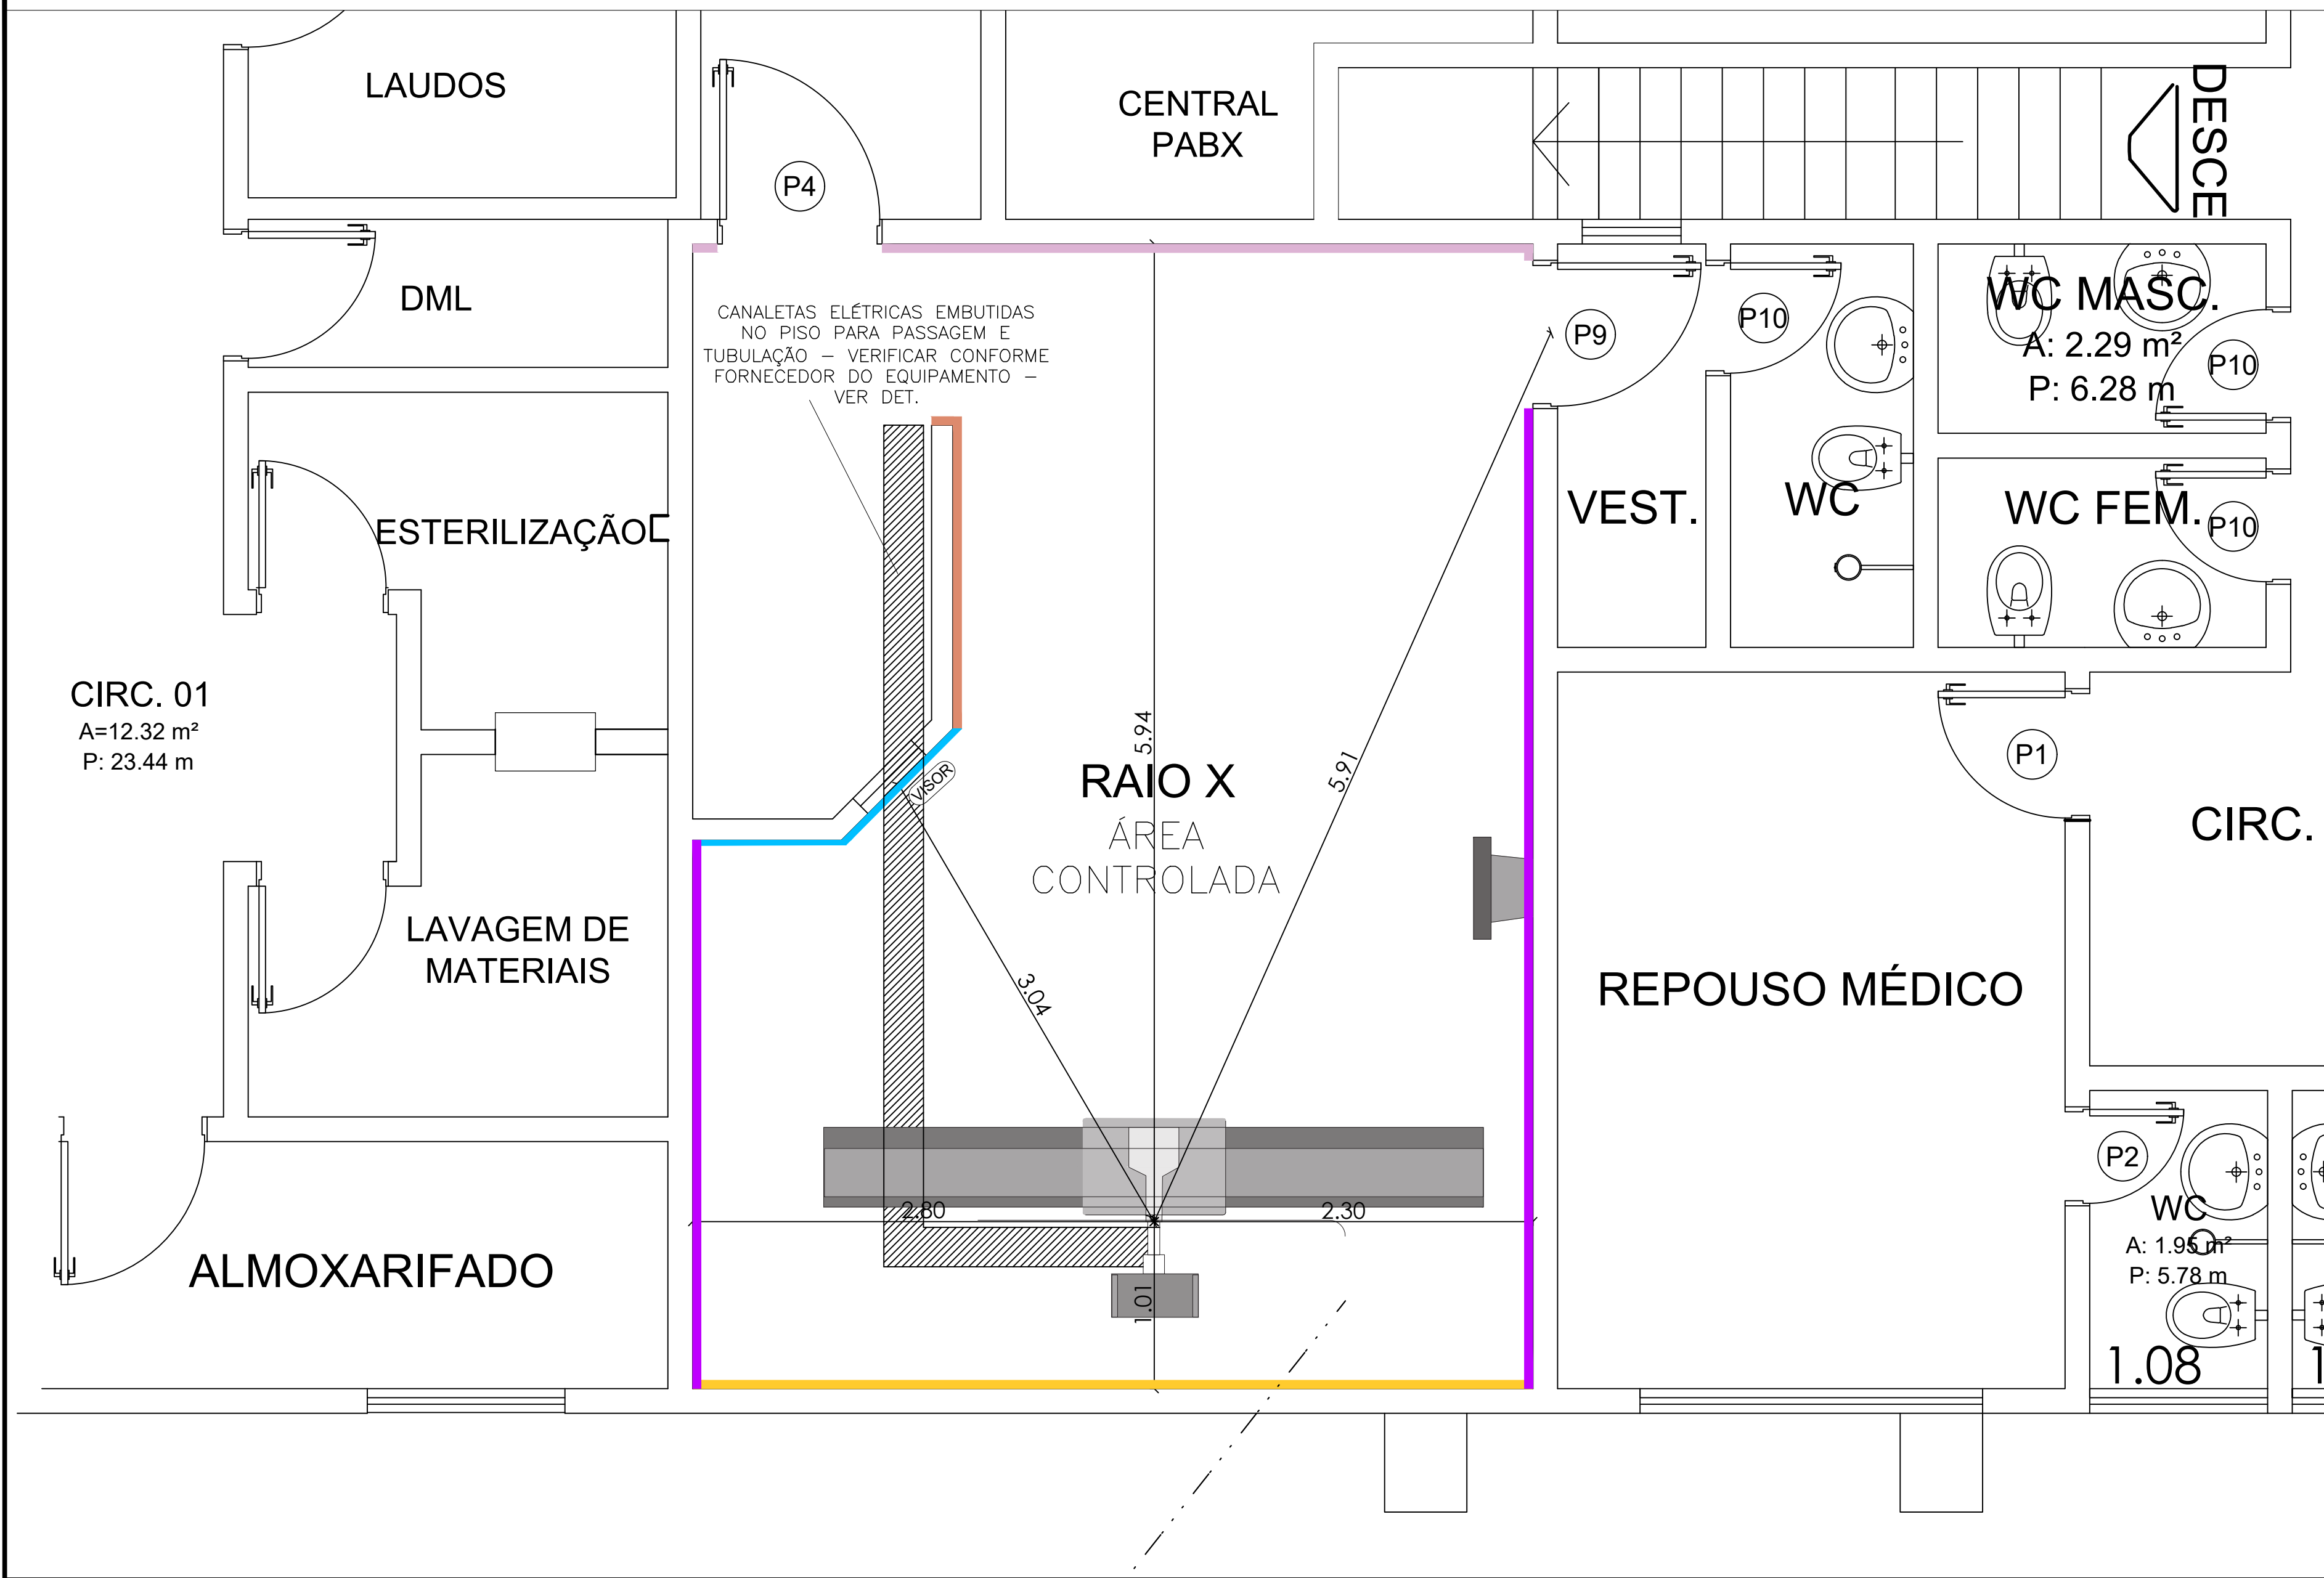 LAUDOS
CENTRAL
PABX
DESCE
P4
DML
CANALETAS ELÉTRICAS EMBUTIDAS
NO PISO PARA PASSAGEM E
TUBULAÇÃO – VERIFICAR CONFORME
FORNECEDOR DO EQUIPAMENTO –
VER DET.
P9
P10
WC MASC.
A: 2.29 m²
P: 6.28 m
P10
ESTERILIZAÇÃO
VEST.
WC
WC FEM.
P10
CIRC. 01
A=12.32 m²
P: 23.44 m
VISOR
5.94
5.91
RAIO X
ÁREA
CONTROLADA
P1
CIRC.
LAVAGEM DE
MATERIAIS
3.04
REPOUSO MÉDICO
P2
2.80
2.30
WC
A: 1.95 m²
P: 5.78 m
ALMOXARIFADO
1.01
1.08